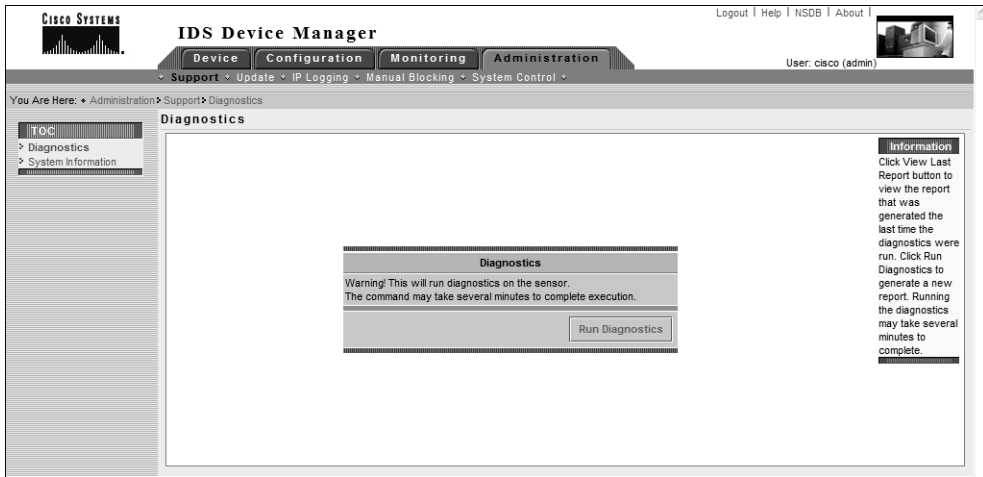 CISCO SYSTEMS
Logout | Help | NSDB | About |
IDS Device Manager
Device Configuration Monitoring Administration
User: cisco (admin)
Support Update IP Logging Manual Blocking System Control
You Are Here: Administration Support Diagnostics
TOC
Diagnostics
System Information
Diagnostics
Diagnostics
Warning! This will run diagnostics on the sensor.
The command may take several minutes to complete execution.
Run Diagnostics
Information
Click View Last
Report button to
view the report
that was
generated the
last time the
diagnostics were
run. Click Run
Diagnostics to
generate a new
report. Running
the diagnostics
may take several
minutes to
complete.